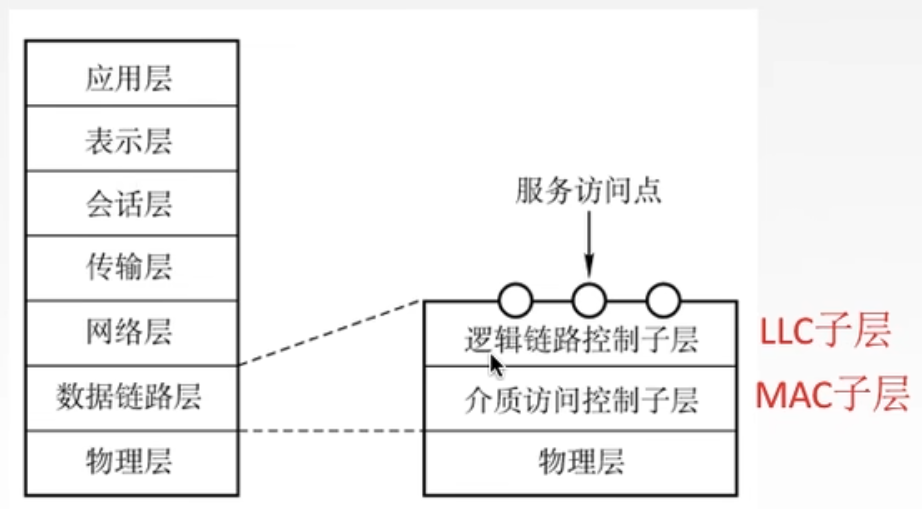 应用层
表示层
会话层
传输层
网络层
数据链路层
物理层
服务访问点
逻辑链路控制子层
LLC子层
介质访问控制子层
MAC子层
物理层